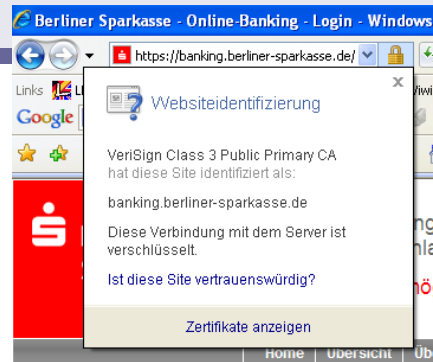 Berliner Sparkasse - Online-Banking - Login - Windows
https://banking.berliner-sparkasse.de/
Links
Google
Websiteidentifizierung
VeriSign Class 3 Public Primary CA
hat diese Site identifiziert als:
banking.berliner-sparkasse.de
Diese Verbindung mit dem Server ist
verschlüsselt.
Ist diese Site vertrauenswürdig?
Zertifikate anzeigen
Home Übersicht